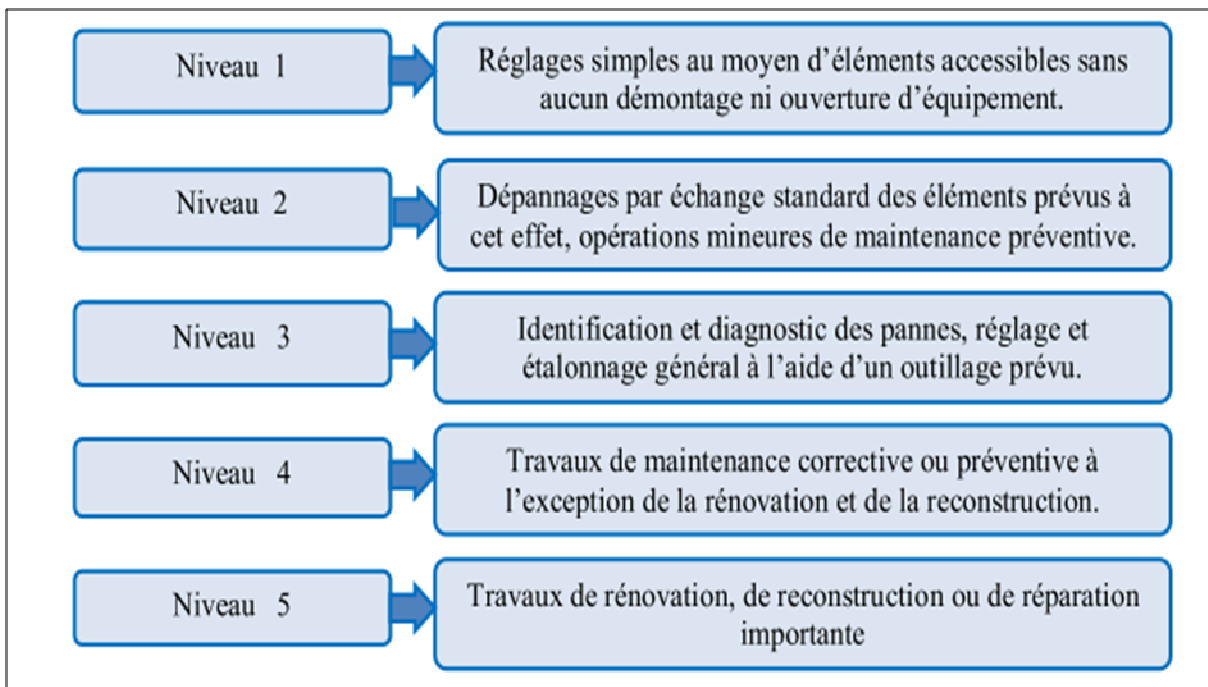 Niveau 1
Réglages simples au moyen d’éléments accessibles sans
aucun démontage ni ouverture d’équipement.
Niveau 2
Dépannages par échange standard des éléments prévus à
cet effet, opérations mineures de maintenance préventive.
Niveau 3
Identification et diagnostic des pannes, réglage et
étalonnage général à l’aide d’un outillage prévu.
Niveau 4
Travaux de maintenance corrective ou préventive à
l’exception de la rénovation et de la reconstruction.
Niveau 5
Travaux de rénovation, de reconstruction ou de réparation
importante